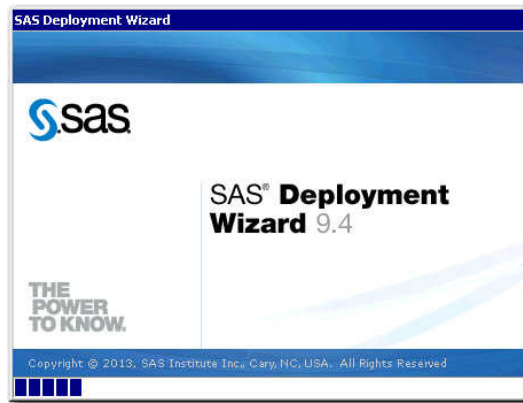 SAS Deployment Wizard
sas
SAS® Deployment
Wizard 9.4
THE
POWER
TO KNOW.
Copyright © 2013, SAS Institute Inc., Cary, NC, USA. All Rights Reserved